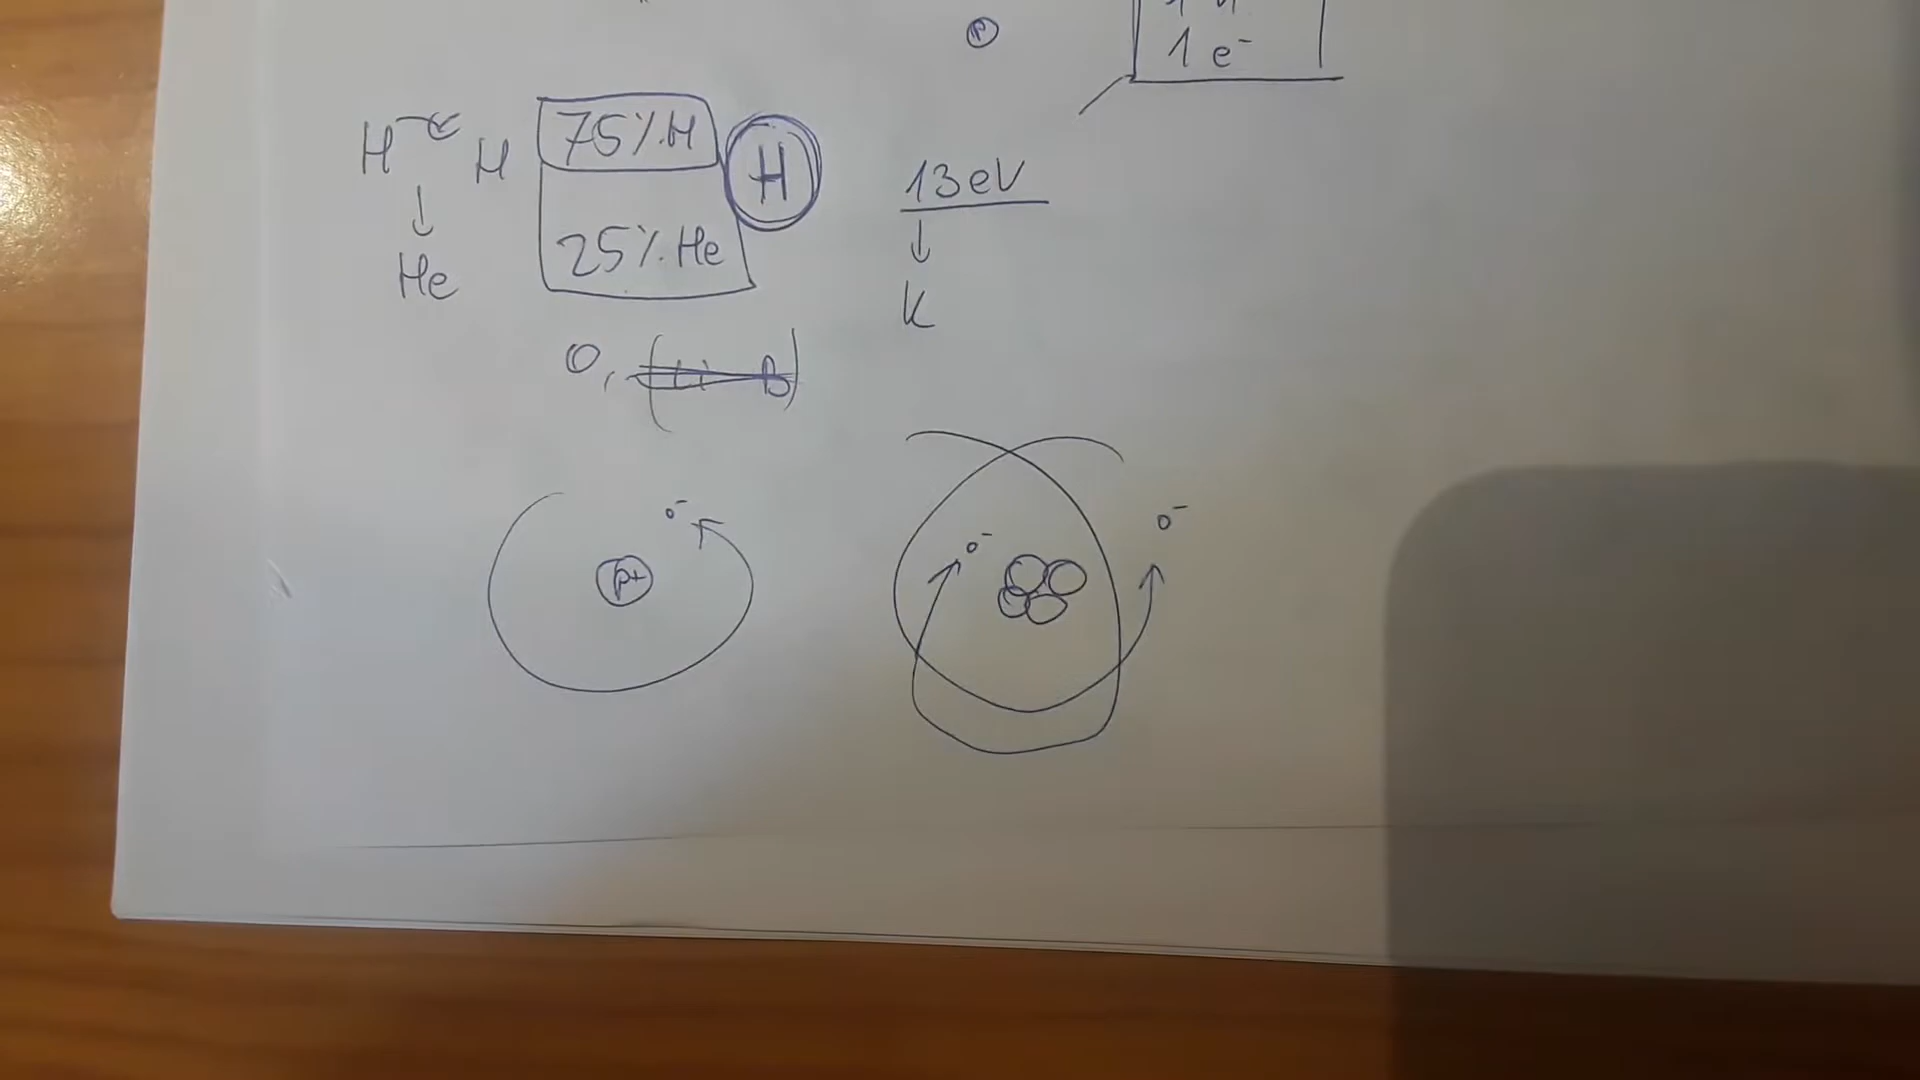 p
1 e⁻
H H
75% H
H
13 eV
↓
He
25% He
↓
K
O,
o⁻
p+
o⁻
o⁻